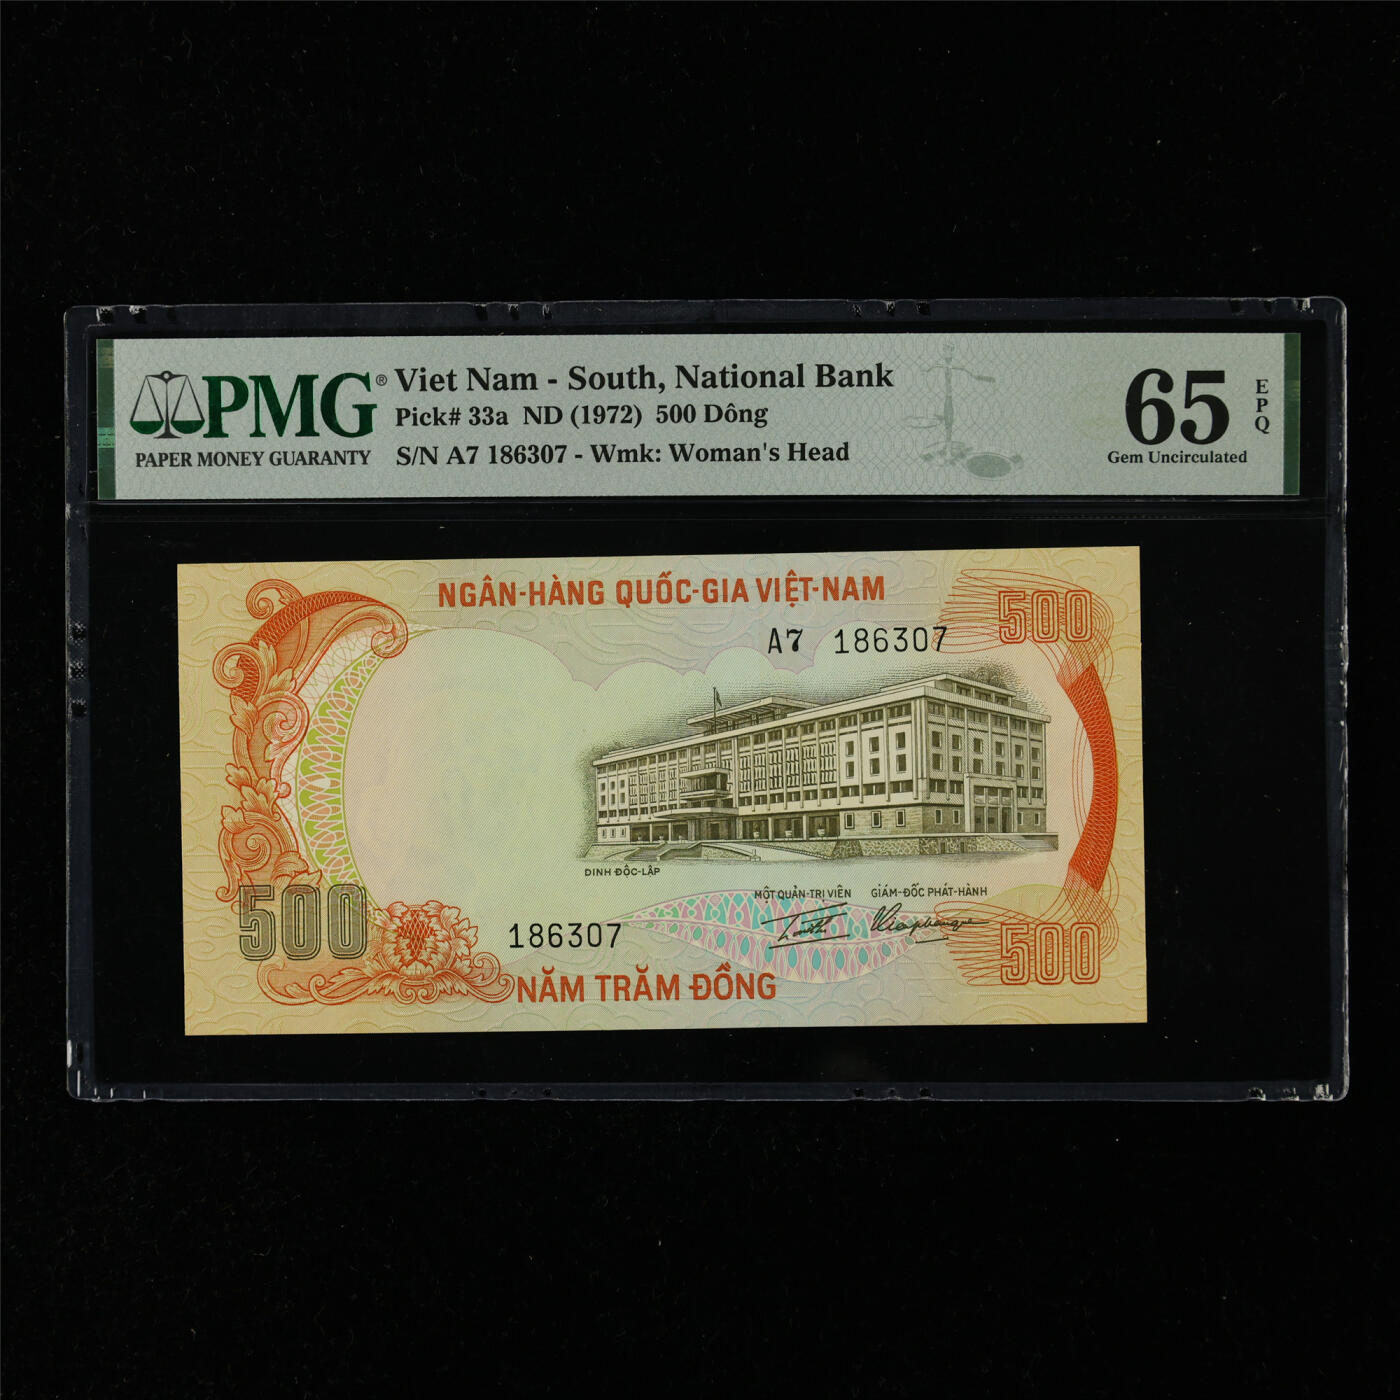 PMG®
PAPER MONEY GUARANTY
Viet Nam - South, National Bank
Pick# 33a ND (1972) 500 Dông
S/N A7 186307 - Wmk: Woman's Head
65
EPQ
Gem Uncirculated
NGÂN-HÀNG QUỐC-GIA VIỆT-NAM
500
A7 186307
DINH ĐỘC-LẬP
MỘT QUẢN-TRỊ VIÊN GIÁM-ĐỐC PHÁT-HÀNH
500
186307
500
NĂM TRĂM ĐỒNG